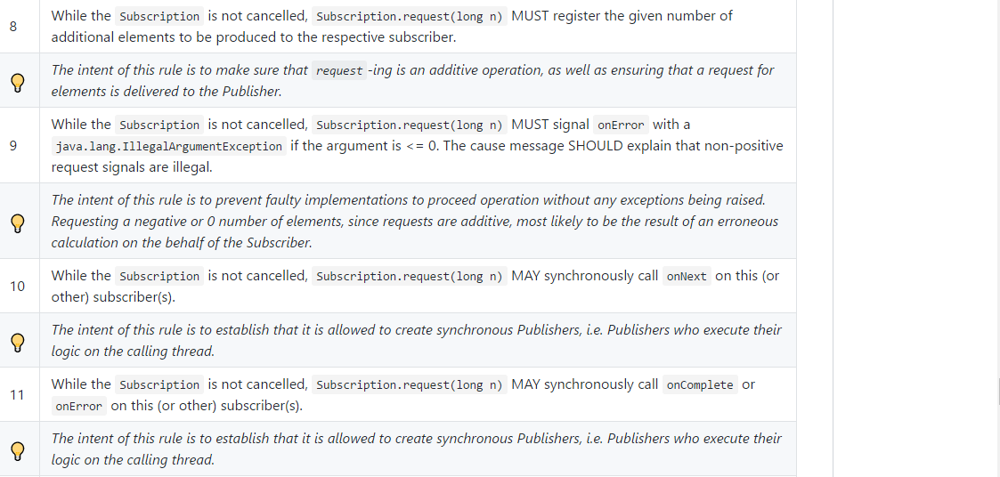 8
While the Subscription is not cancelled, Subscription.request(long n) MUST register the given number of
additional elements to be produced to the respective subscriber.
The intent of this rule is to make sure that request -ing is an additive operation, as well as ensuring that a request for
elements is delivered to the Publisher.
9
While the Subscription is not cancelled, Subscription.request(long n) MUST signal onError with a
java.lang.IllegalArgumentException if the argument is <= 0. The cause message SHOULD explain that non-positive
request signals are illegal.
The intent of this rule is to prevent faulty implementations to proceed operation without any exceptions being raised.
Requesting a negative or 0 number of elements, since requests are additive, most likely to be the result of an erroneous
calculation on the behalf of the Subscriber.
10
While the Subscription is not cancelled, Subscription.request(long n) MAY synchronously call onNext on this (or
other) subscriber(s).
The intent of this rule is to establish that it is allowed to create synchronous Publishers, i.e. Publishers who execute their
logic on the calling thread.
11
While the Subscription is not cancelled, Subscription.request(long n) MAY synchronously call onComplete or
onError on this (or other) subscriber(s).
The intent of this rule is to establish that it is allowed to create synchronous Publishers, i.e. Publishers who execute their
logic on the calling thread.